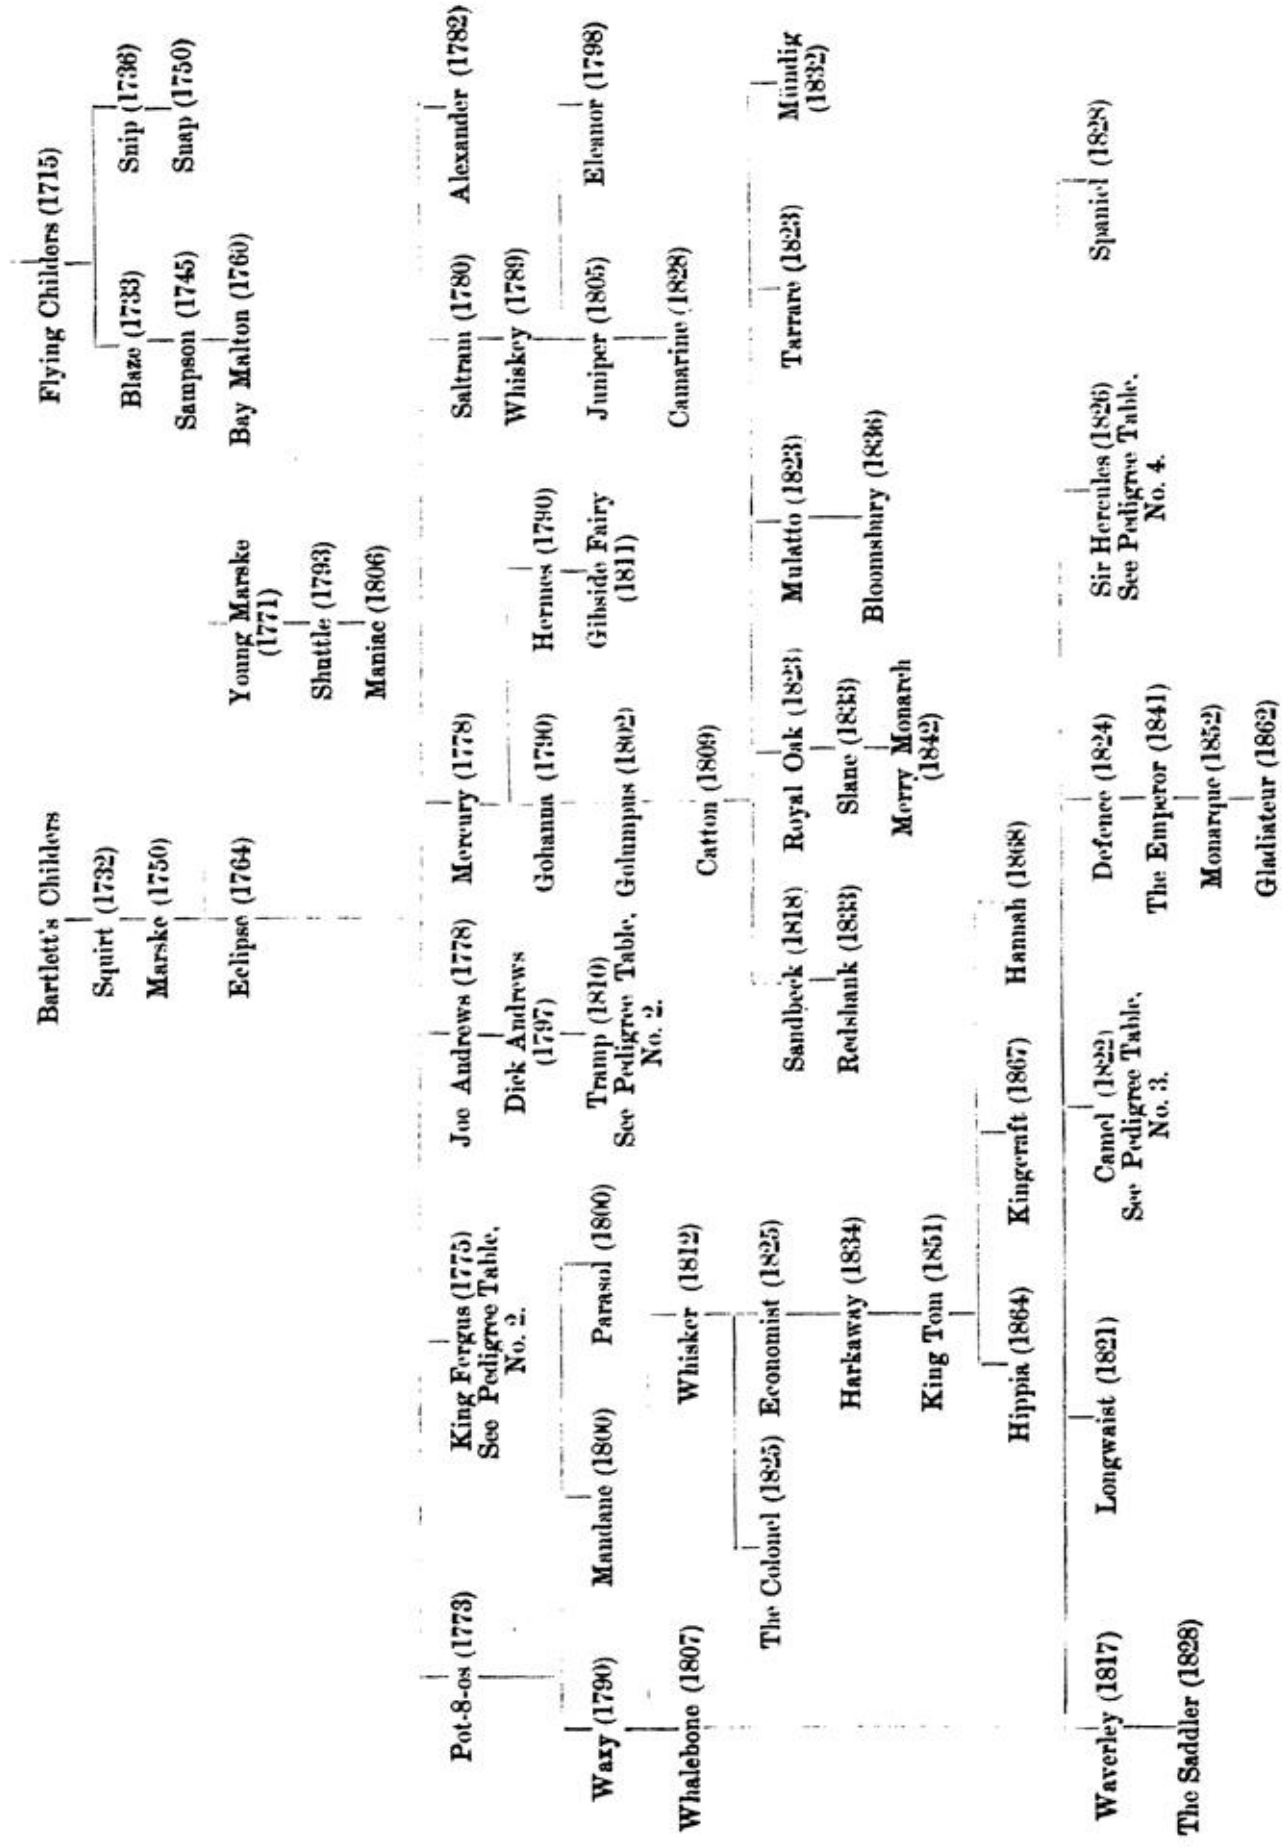 Bartlett's Childers
Flying Childers (1715)
Squirt (1732)
Blaze (1733)
Snip (1736)
Marske (1750)
Sampson (1745)
Snap (1750)
Eclipse (1764)
Young Marske
(1771)
Bay Malton (1760)
Shuttle (1793)
Maniac (1806)
Pot-8-os (1773)
King Fergus (1775)
See Pedigree Table,
No. 2.
Joe Andrews (1778)
Mercury (1778)
Saltram (1780)
Alexander (1782)
Dick Andrews
(1797)
Whiskey (1789)
Gohanna (1790)
Hermes (1790)
Waxy (1790)
Mandane (1800)
Parasol (1800)
Tramp (1810)
See Pedigree Table,
No. 2.
Golumpus (1802)
Gibside Fairy
(1811)
Juniper (1805)
Eleanor (1798)
Whalebone (1807)
Whisker (1812)
Catton (1809)
Camarine (1828)
The Colonel (1825)
Economist (1825)
Sandbeck (1818)
Royal Oak (1823)
Mulatto (1823)
Tarrare (1823)
Mündig
(1832)
Harkaway (1834)
Redshank (1833)
Slane (1833)
Bloomsbury (1836)
King Tom (1851)
Merry Monarch
(1842)
Hippia (1864)
Kingcraft (1867)
Hannah (1868)
Waverley (1817)
Longwaist (1821)
Camel (1822)
See Pedigree Table,
No. 3.
Defence (1824)
Sir Hercules (1826)
See Pedigree Table,
No. 4.
Spaniel (1828)
The Saddler (1828)
The Emperor (1841)
Monarque (1852)
Gladiateur (1862)